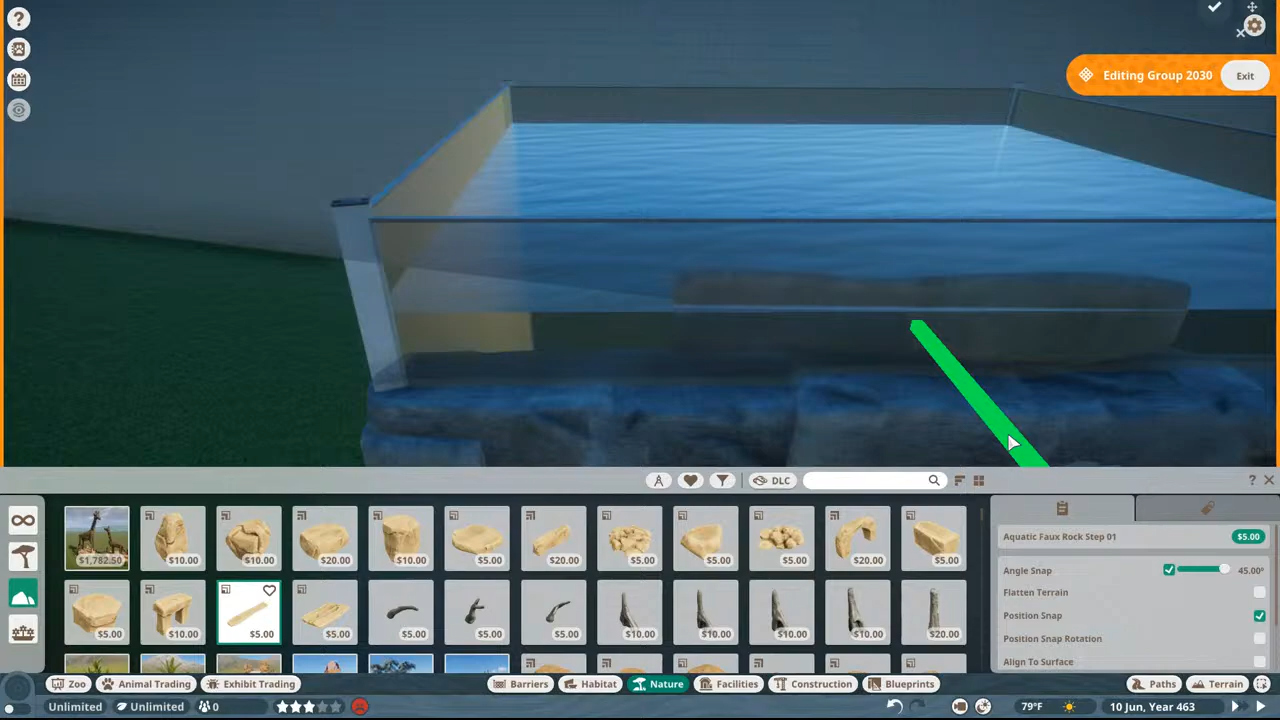 ?
Editing Group 2030
Exit
DLC
?
$1,782.50
$10.00
$10.00
$20.00
$10.00
$5.00
$20.00
$5.00
$5.00
$5.00
$20.00
$5.00
$5.00
$10.00
$5.00
$5.00
$5.00
$5.00
$5.00
$10.00
$10.00
$10.00
$10.00
$20.00
Aquatic Faux Rock Step 01
$5.00
Angle Snap
45.00°
Flatten Terrain
Position Snap
Position Snap Rotation
Align To Surface
Zoo
Animal Trading
Exhibit Trading
Barriers
Habitat
Nature
Facilities
Construction
Blueprints
Paths
Terrain
Unlimited
Unlimited
0
79°F
10 Jun, Year 463